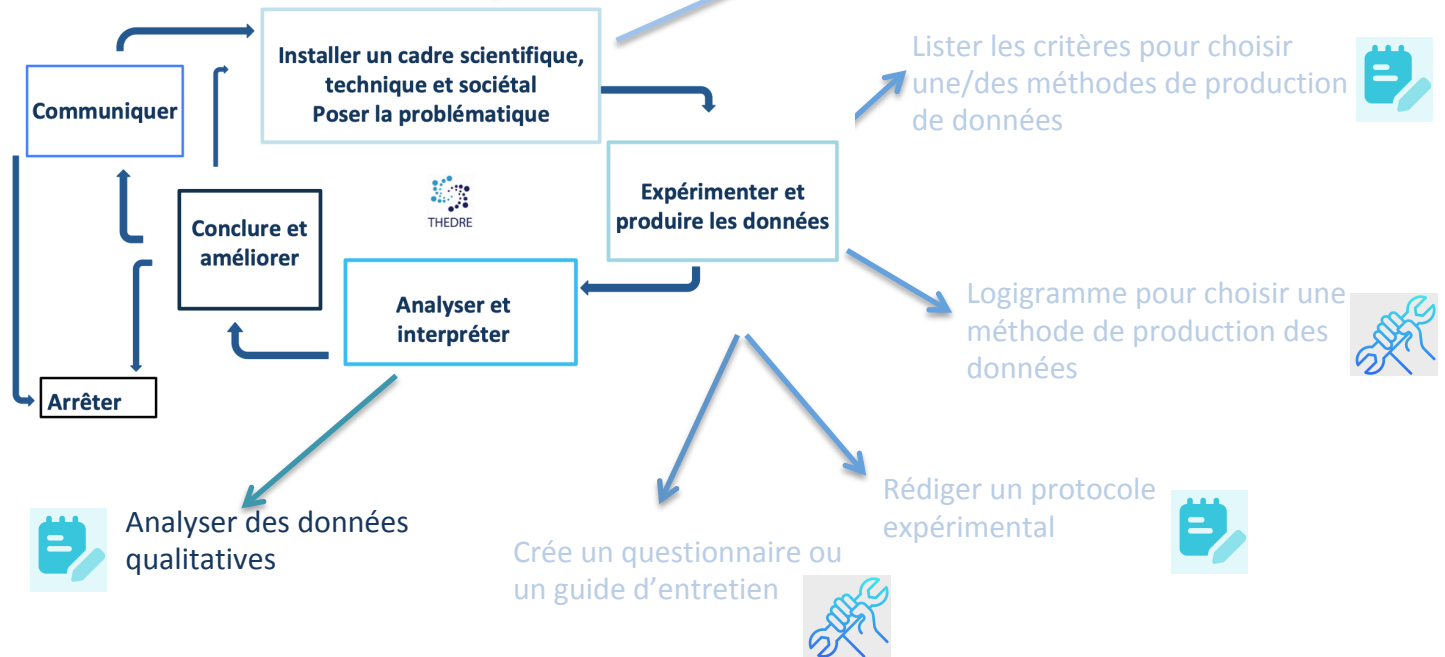 Installer un cadre scientifique,
technique et sociétal
Poser la problématique
Communiquer
Lister les critères pour choisir
une/des méthodes de production
de données
Expérimenter et
produire les données
THEDRE
Conclure et
améliorer
Analyser et
interpréter
Logigramme pour choisir une
méthode de production des
données
Arrêter
Rédiger un protocole
expérimental
Analyser des données
qualitatives
Crée un questionnaire ou
un guide d’entretien